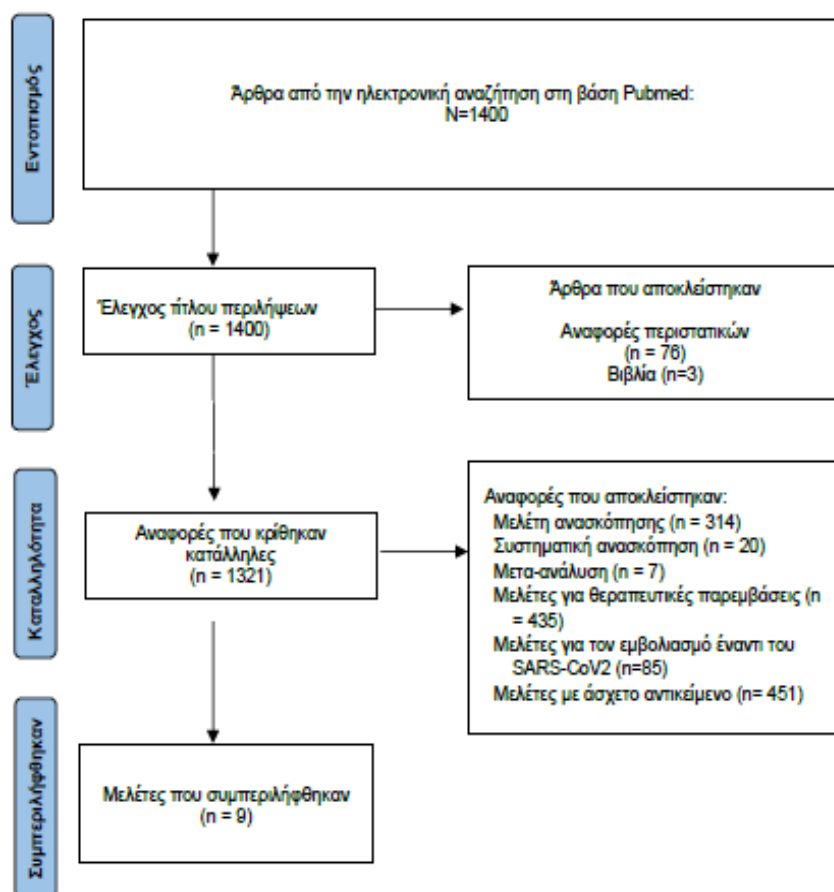 Εντοπισμός
Άρθρα από την ηλεκτρονική αναζήτηση στη βάση Pubmed:
N=1400
Έλεγχος
Έλεγχος τίτλου περιλήψεων
(n = 1400)
Άρθρα που αποκλείστηκαν
Αναφορές περιστατικών
(n = 76)
Βιβλία (n=3)
Καταλληλότητα
Αναφορές που κρίθηκαν
κατάλληλες
(n = 1321)
Αναφορές που αποκλείστηκαν:
Μελέτη ανασκόπησης (n = 314)
Συστηματική ανασκόπηση (n = 20)
Μετα-ανάλυση (n = 7)
Μελέτες για θεραπευτικές παρεμβάσεις (n
= 435)
Μελέτες για τον εμβολιασμό έναντι του
SARS-CoV2 (n=85)
Μελέτες με άσχετο αντικείμενο (n= 451)
Συμπεριλήφθηκαν
Μελέτες που συμπεριλήφθηκαν
(n = 9)